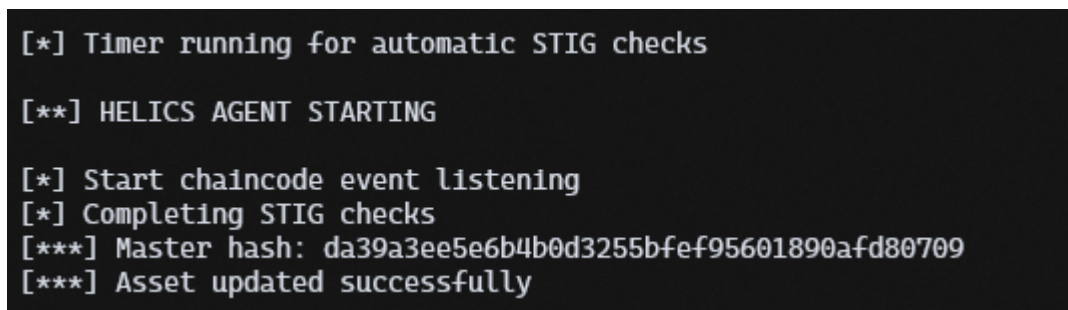 [*] Timer running for automatic STIG checks
[**] HELICS AGENT STARTING
[*] Start chaincode event listening
[*] Completing STIG checks
[***] Master hash: da39a3ee5e6b4b0d3255bfef95601890afd80709
[***] Asset updated successfully